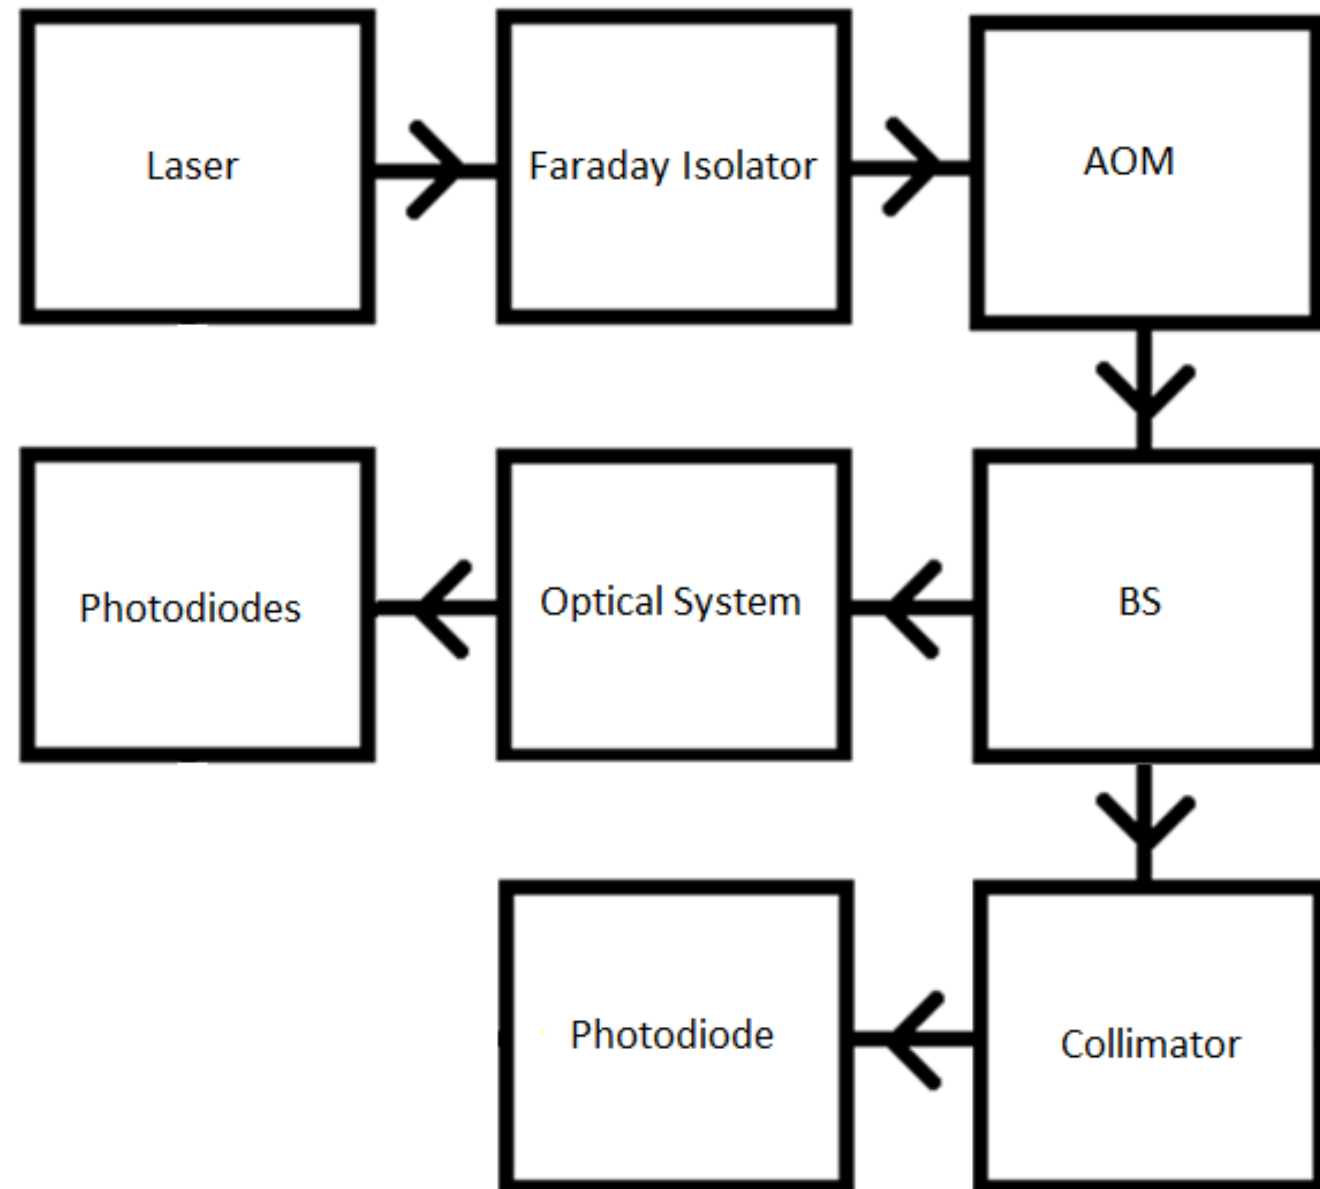 Laser
Faraday Isolator
AOM
Photodiodes
Optical System
BS
Photodiode
Collimator